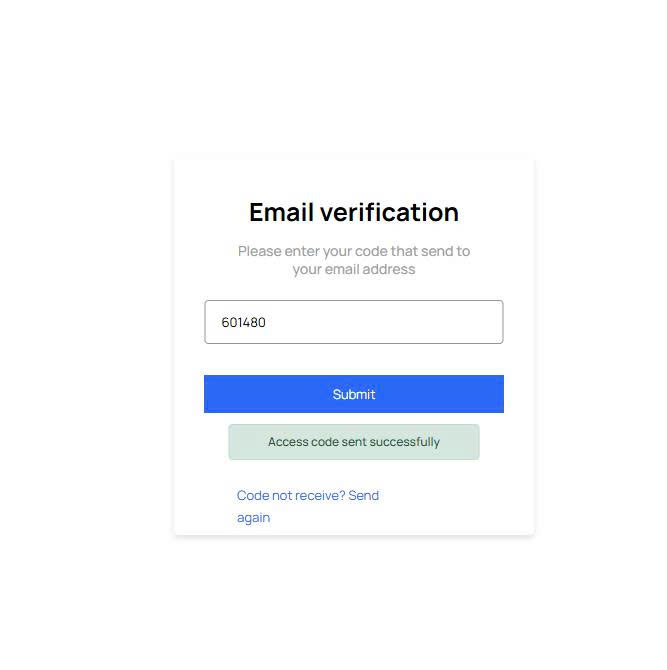 Email verification
Please enter your code that send to
your email address
601480
Submit
Access code sent successfully
Code not receive? Send
again